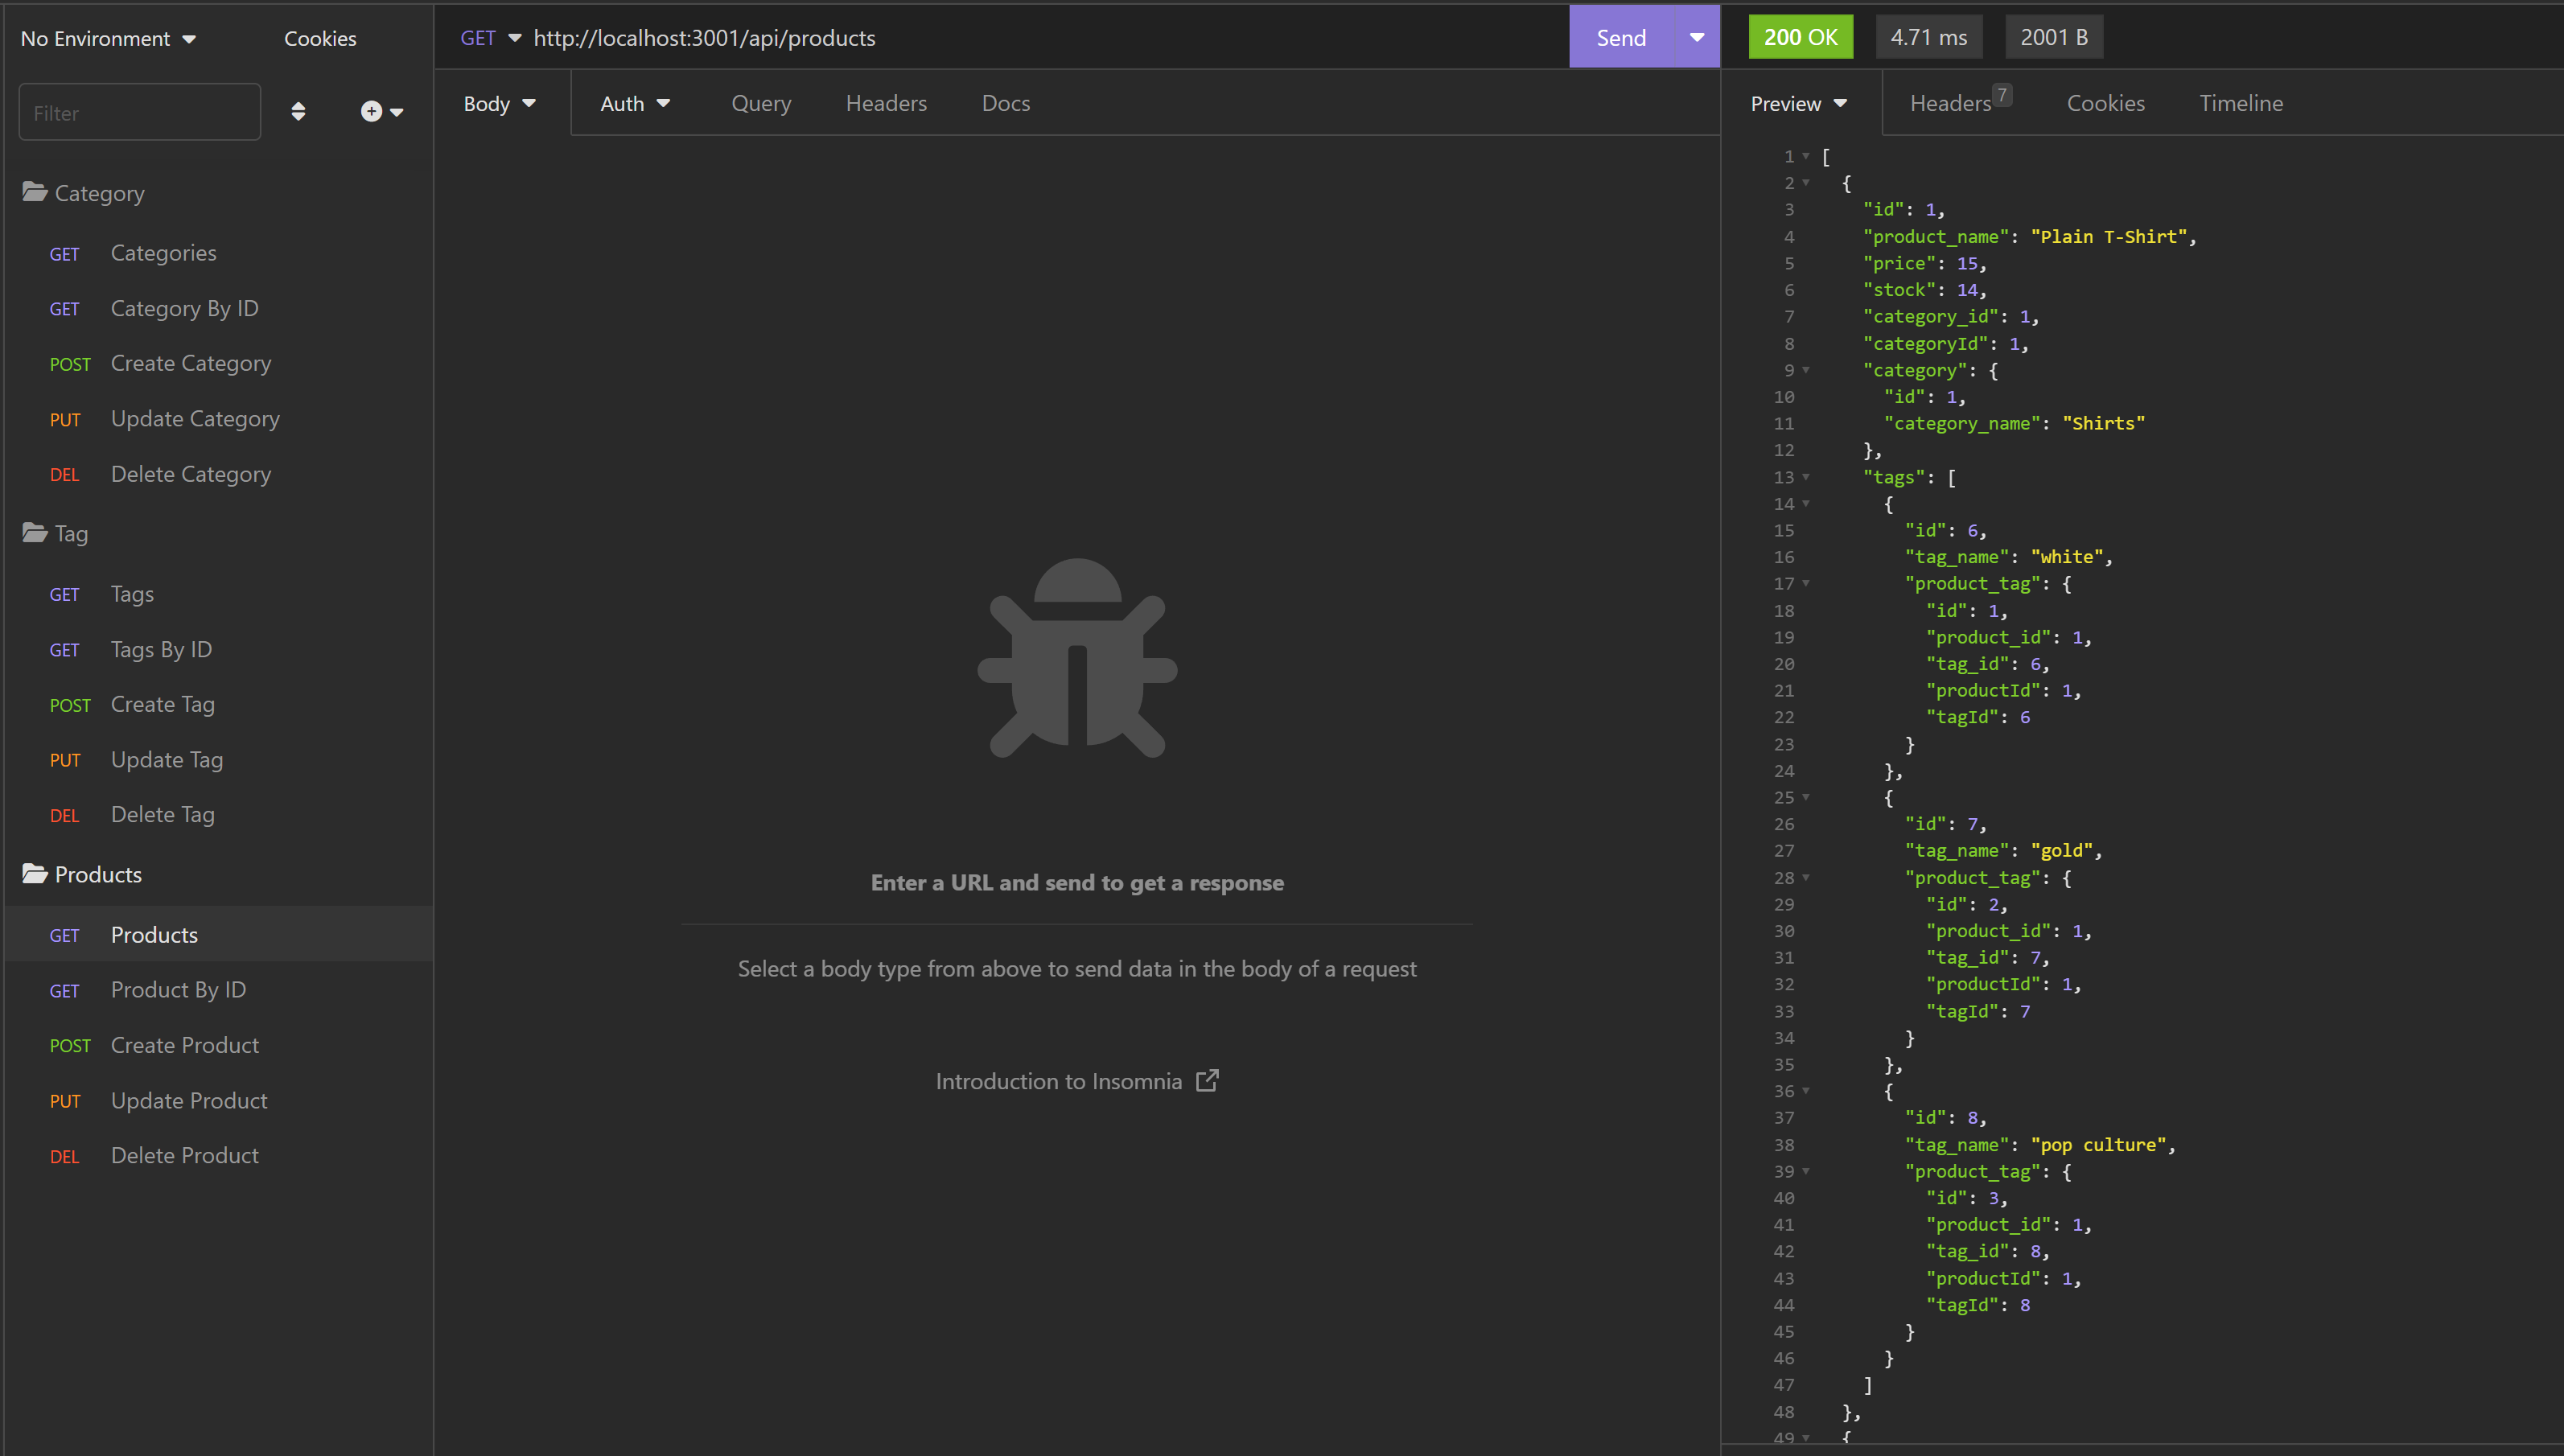 No Environment
Cookies
Filter
Category
GET Categories
GET Category By ID
POST Create Category
PUT Update Category
DEL Delete Category
Tag
GET Tags
GET Tags By ID
POST Create Tag
PUT Update Tag
DEL Delete Tag
Products
GET Products
GET Product By ID
POST Create Product
PUT Update Product
DEL Delete Product
GET http://localhost:3001/api/products
Send
Body Auth Query Headers Docs
Enter a URL and send to get a response
Select a body type from above to send data in the body of a request
Introduction to Insomnia
200 OK 4.71 ms 2001 B
Preview Headers 7 Cookies Timeline
1 [
2 {
3 "id": 1,
4 "product_name": "Plain T-Shirt",
5 "price": 15,
6 "stock": 14,
7 "category_id": 1,
8 "categoryId": 1,
9 "category": {
10 "id": 1,
11 "category_name": "Shirts"
12 },
13 "tags": [
14 {
15 "id": 6,
16 "tag_name": "white",
17 "product_tag": {
18 "id": 1,
19 "product_id": 1,
20 "tag_id": 6,
21 "productId": 1,
22 "tagId": 6
23 }
24 },
25 {
26 "id": 7,
27 "tag_name": "gold",
28 "product_tag": {
29 "id": 2,
30 "product_id": 1,
31 "tag_id": 7,
32 "productId": 1,
33 "tagId": 7
34 }
35 },
36 {
37 "id": 8,
38 "tag_name": "pop culture",
39 "product_tag": {
40 "id": 3,
41 "product_id": 1,
42 "tag_id": 8,
43 "productId": 1,
44 "tagId": 8
45 }
46 }
47 ]
48 },
49 {